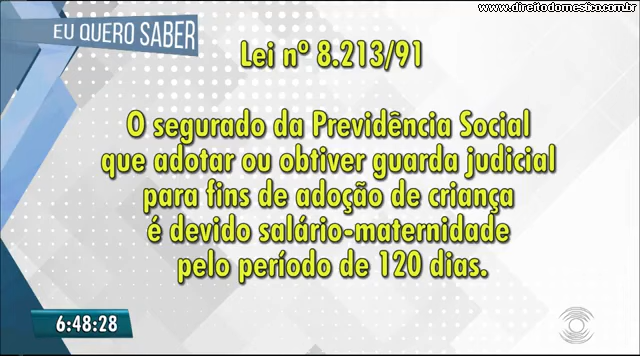 www.direitodomestico.com.br
EU QUERO SABER
Lei nº 8.213/91
O segurado da Previdência Social
que adotar ou obtiver guarda judicial
para fins de adoção de criança
é devido salário-maternidade
pelo período de 120 dias.
6:48:28